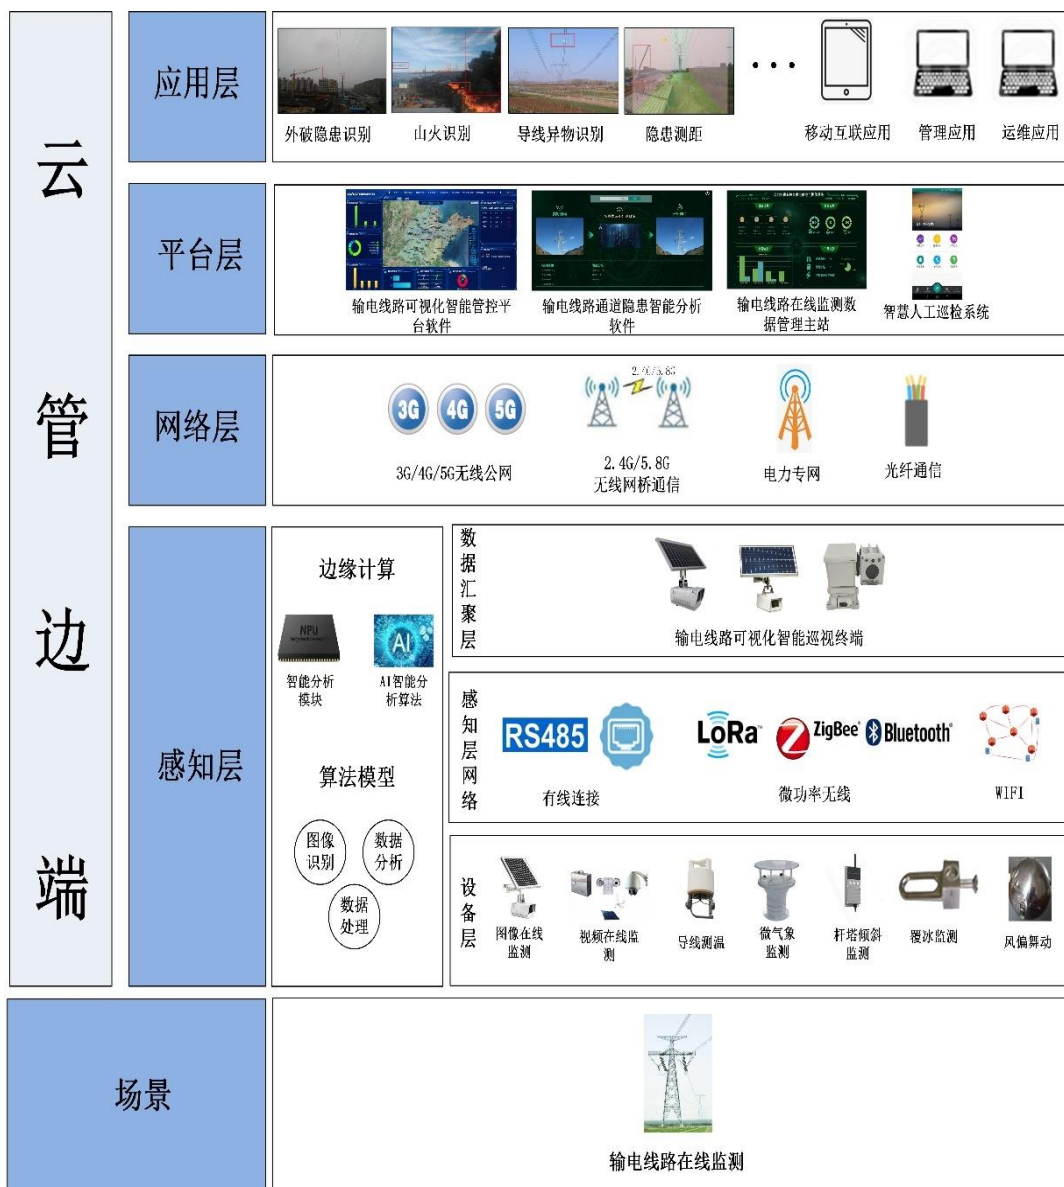 云
管
边
端
应用层
外破隐患识别
山火识别
导线异物识别
隐患测距
移动互联应用
管理应用
运维应用
平台层
输电线路可视化智能管控平
台软件
输电线路通道隐患智能分析
软件
输电线路在线监测数
据管理主站
智慧人工巡检系统
网络层
3G
4G
5G
3G/4G/5G无线公网
2.4G/5.8G
2.4G/5.8G
无线网桥通信
电力专网
光纤通信
感知层
边缘计算
NPU
智能分析
模块
AI
AI智能分
析算法
算法模型
图像
识别
数据
分析
数据
处理
数据汇聚层
输电线路可视化智能巡视终端
感知层网络
RS485
有线连接
LoRa™
ZigBee®
Bluetooth®
微功率无线
WIFI
设备层
图像在线
监测
视频在线监
测
导线测温
微气象
监测
杆塔倾斜
监测
覆冰监测
风偏舞动
场景
输电线路在线监测